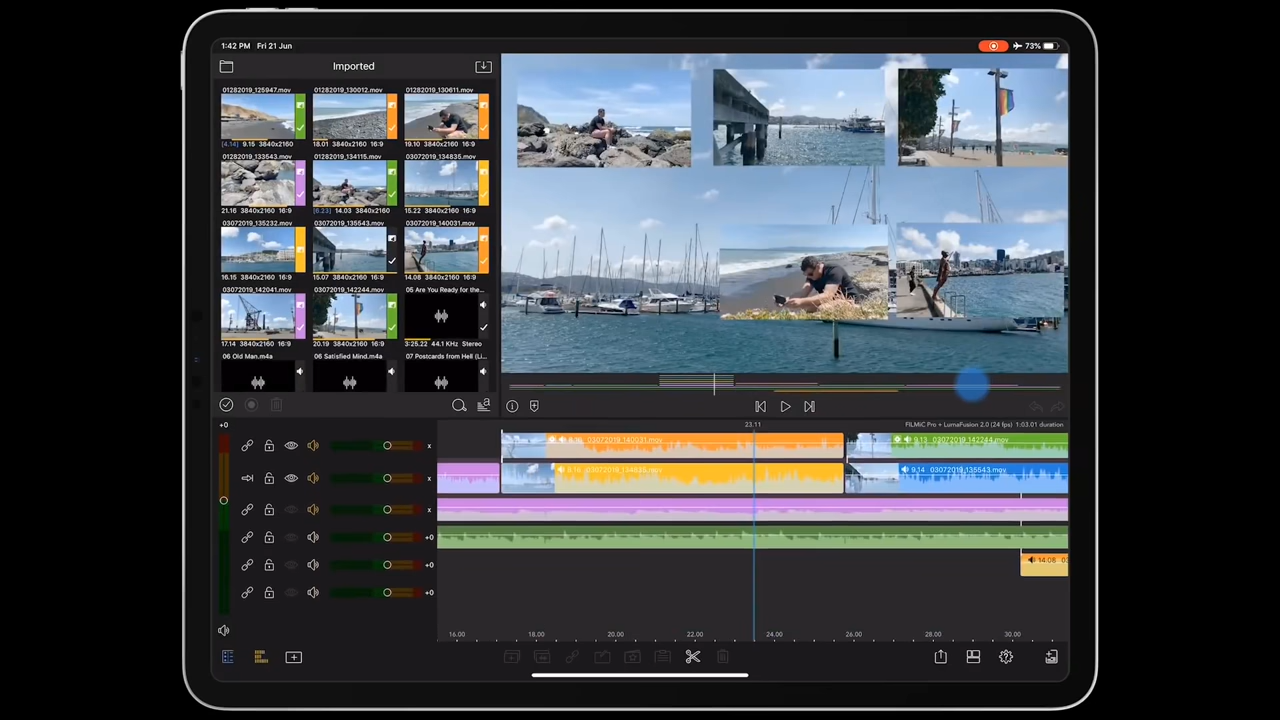 1:42 PM Fri 21 Jun
73%
Imported
01282019_125947.mov
01282019_130012.mov
01282019_130611.mov
[4.14] 9.15 3840x2160
18.01 3840x2160 16:9
19.10 3840x2160 16:9
01282019_133543.mov
01282019_134115.mov
03072019_134835.mov
21.16 3840x2160 16:9
[6.23] 14.03 3840x2160
15.22 3840x2160 16:9
03072019_135232.mov
03072019_135543.mov
03072019_140031.mov
16.15 3840x2160 16:9
15.07 3840x2160 16:9
14.08 3840x2160 16:9
03072019_142041.mov
03072019_142244.mov
05 Are You Ready for the...
17.14 3840x2160 16:9
20.19 3840x2160 16:9
3:25.22 44.1 KHz Stereo
06 Old Man.m4a
06 Satisfied Mind.m4a
07 Postcards from Hell (Li...
+0
23.11
FiLMiC Pro + LumaFusion 2.0 (24 fps) 1:03.01 duration
x
9.16 03072019_140031.mov
9.13 03072019_142244.mov
x
9.16 03072019_134835.mov
9.14 03072019_135543.mov
x
+0
+0
14.08
+0
16.00 18.00 20.00 22.00 24.00 26.00 28.00 30.00